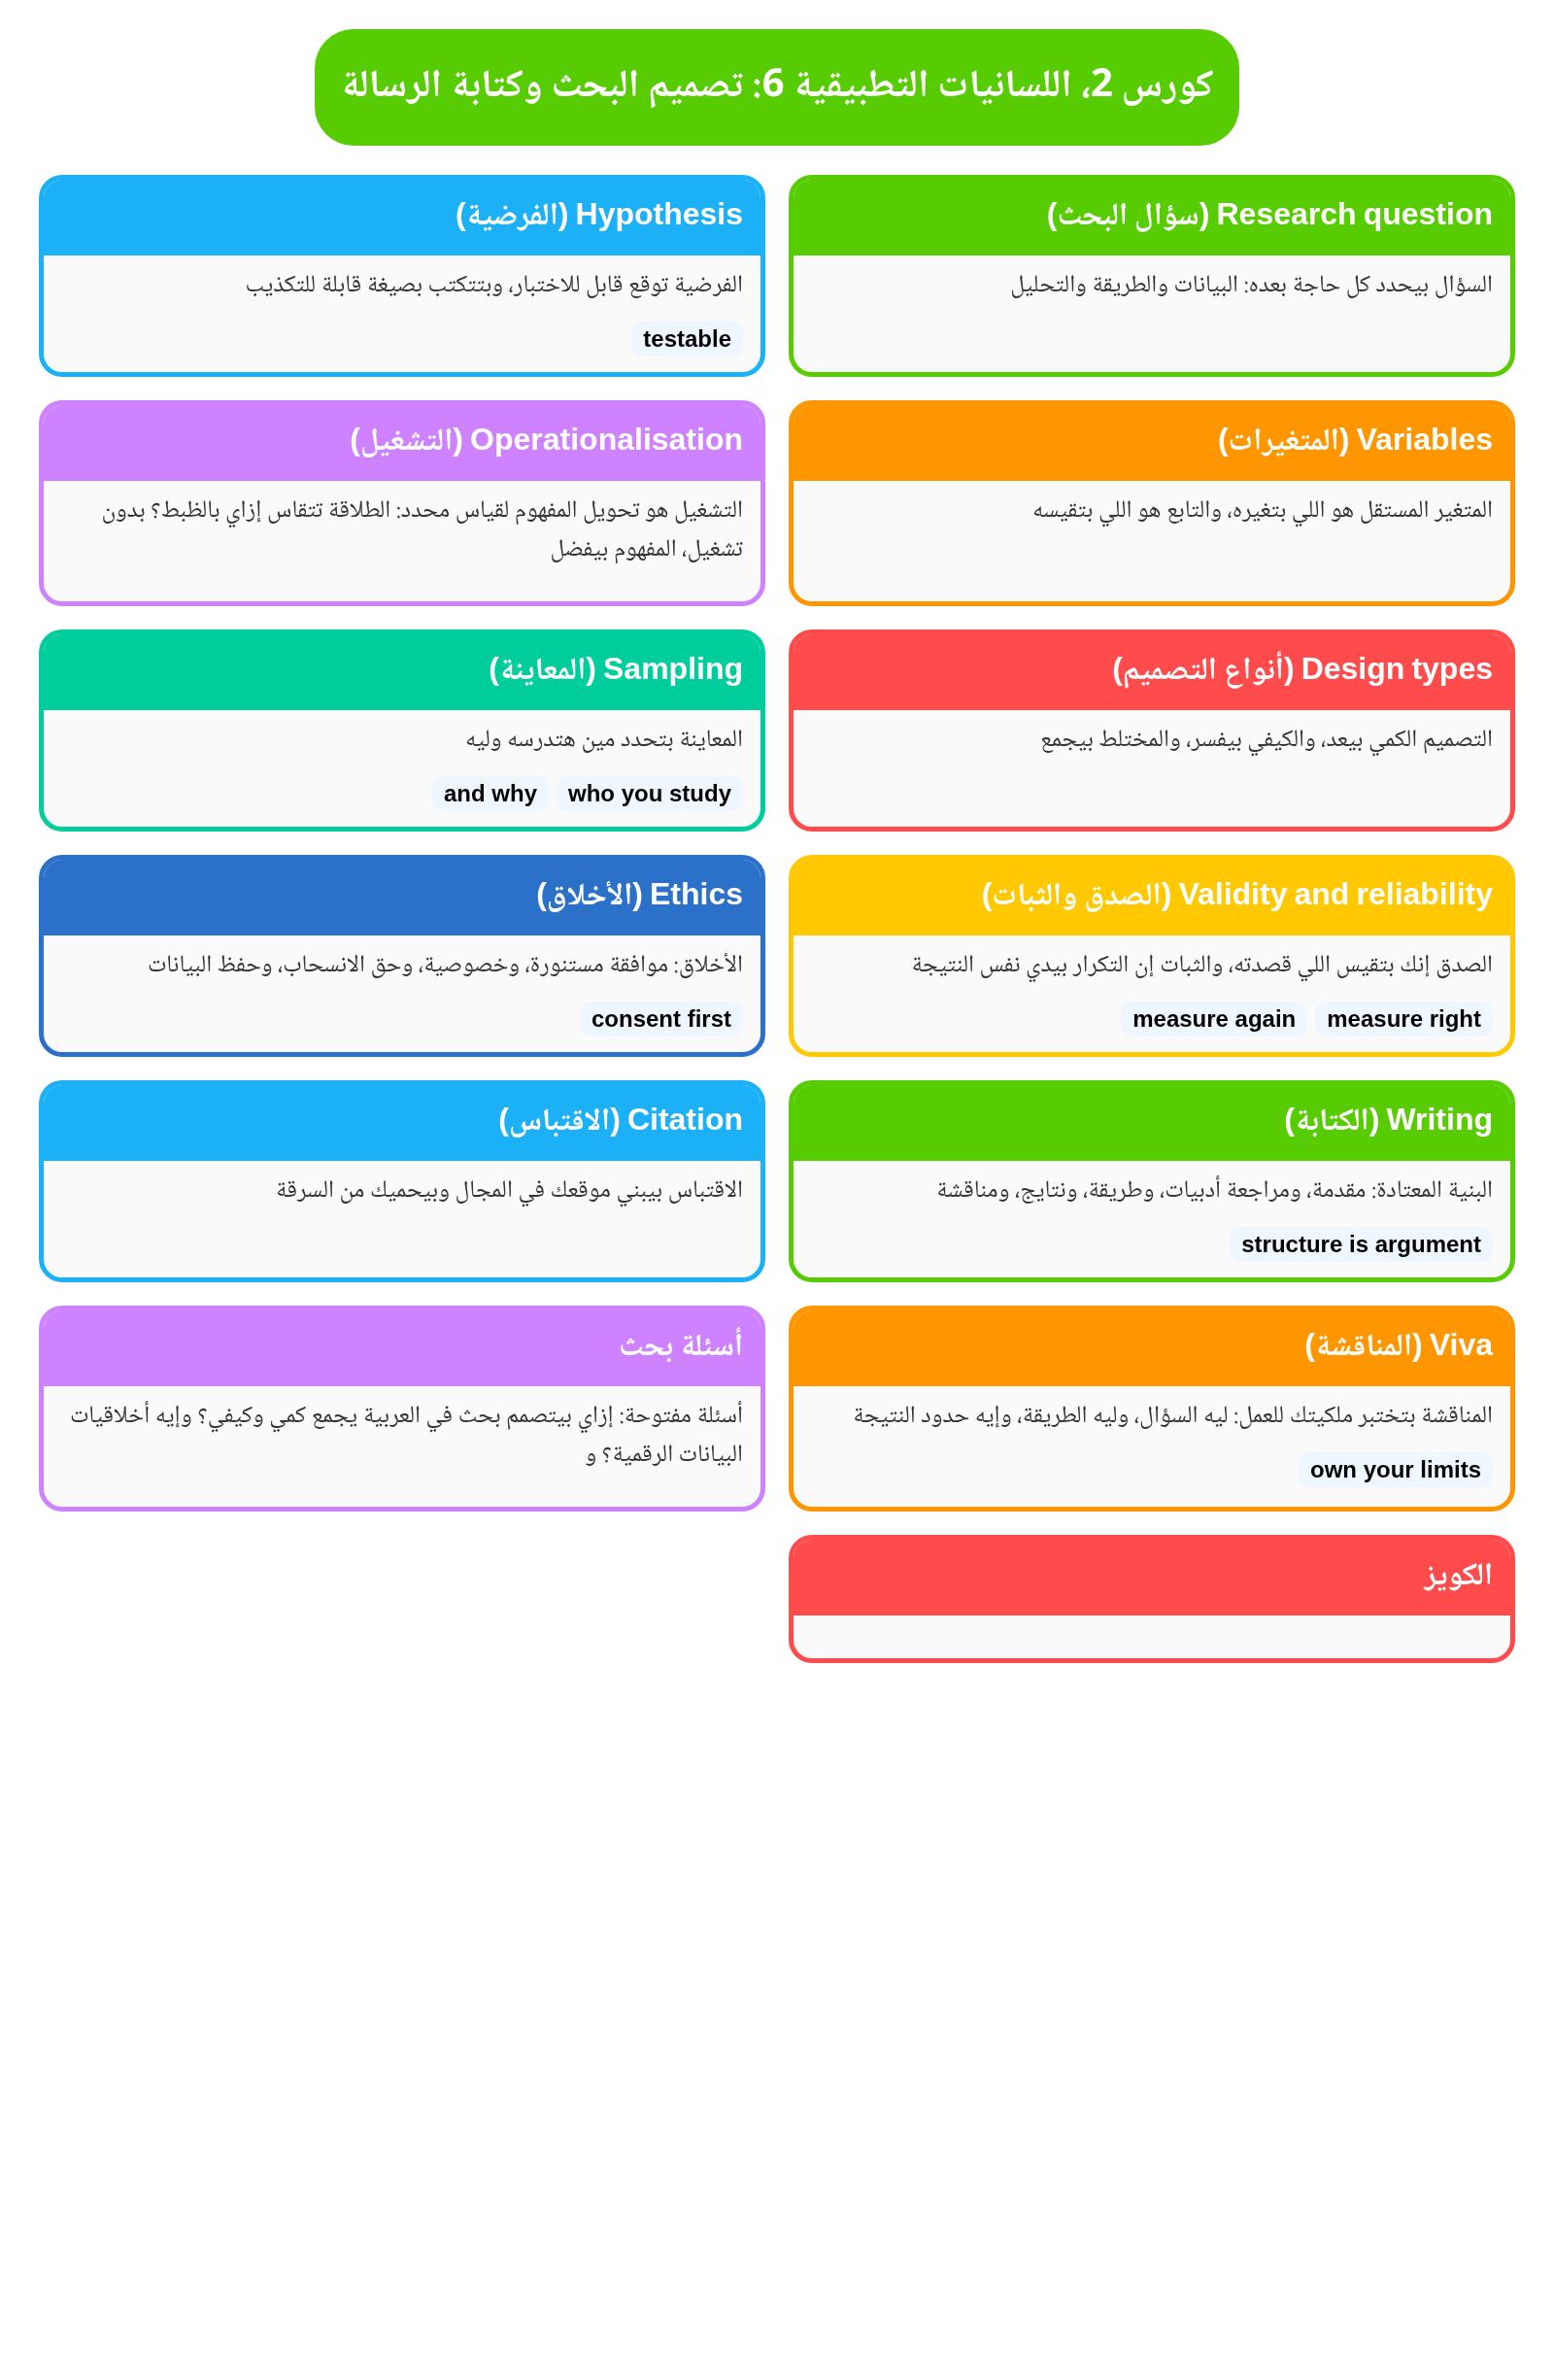 كورس 2، اللسانيات التطبيقية 6: تصميم البحث وكتابة الرسالة
Research question (سؤال البحث)
السؤال بيحدد كل حاجة بعده: البيانات والطريقة والتحليل
Hypothesis (الفرضية)
الفرضية توقع قابل للاختبار، وبتتكتب بصيغة قابلة للتكذيب
testable
Variables (المتغيرات)
المتغير المستقل هو اللي بتغيره، والتابع هو اللي بتقيسه
Operationalisation (التشغيل)
التشغيل هو تحويل المفهوم لقياس محدد: الطلاقة تتقاس إزاي بالظبط؟ بدون
تشغيل، المفهوم بيفضل
Design types (أنواع التصميم)
التصميم الكمي بيعد، والكيفي بيفسر، والمختلط بيجمع
Sampling (المعاينة)
المعاينة بتحدد مين هتدرسه وليه
who you study and why
Validity and reliability (الصدق والثبات)
الصدق إنك بتقيس اللي قصدته، والثبات إن التكرار بيدي نفس النتيجة
measure right measure again
Ethics (الأخلاق)
الأخلاق: موافقة مستنورة، وخصوصية، وحق الانسحاب، وحفظ البيانات
consent first
Writing (الكتابة)
البنية المعتادة: مقدمة، ومراجعة أدبيات، وطريقة، ونتايج، ومناقشة
structure is argument
Citation (الاقتباس)
الاقتباس بيبني موقعك في المجال وبيحميك من السرقة
Viva (المناقشة)
المناقشة بتختبر ملكيتك للعمل: ليه السؤال، وليه الطريقة، وإيه حدود النتيجة
own your limits
أسئلة بحث
أسئلة مفتوحة: إزاي بيتصمم بحث في العربية يجمع كمي وكيفي؟ وإيه أخلاقيات
البيانات الرقمية؟ و
الكويز